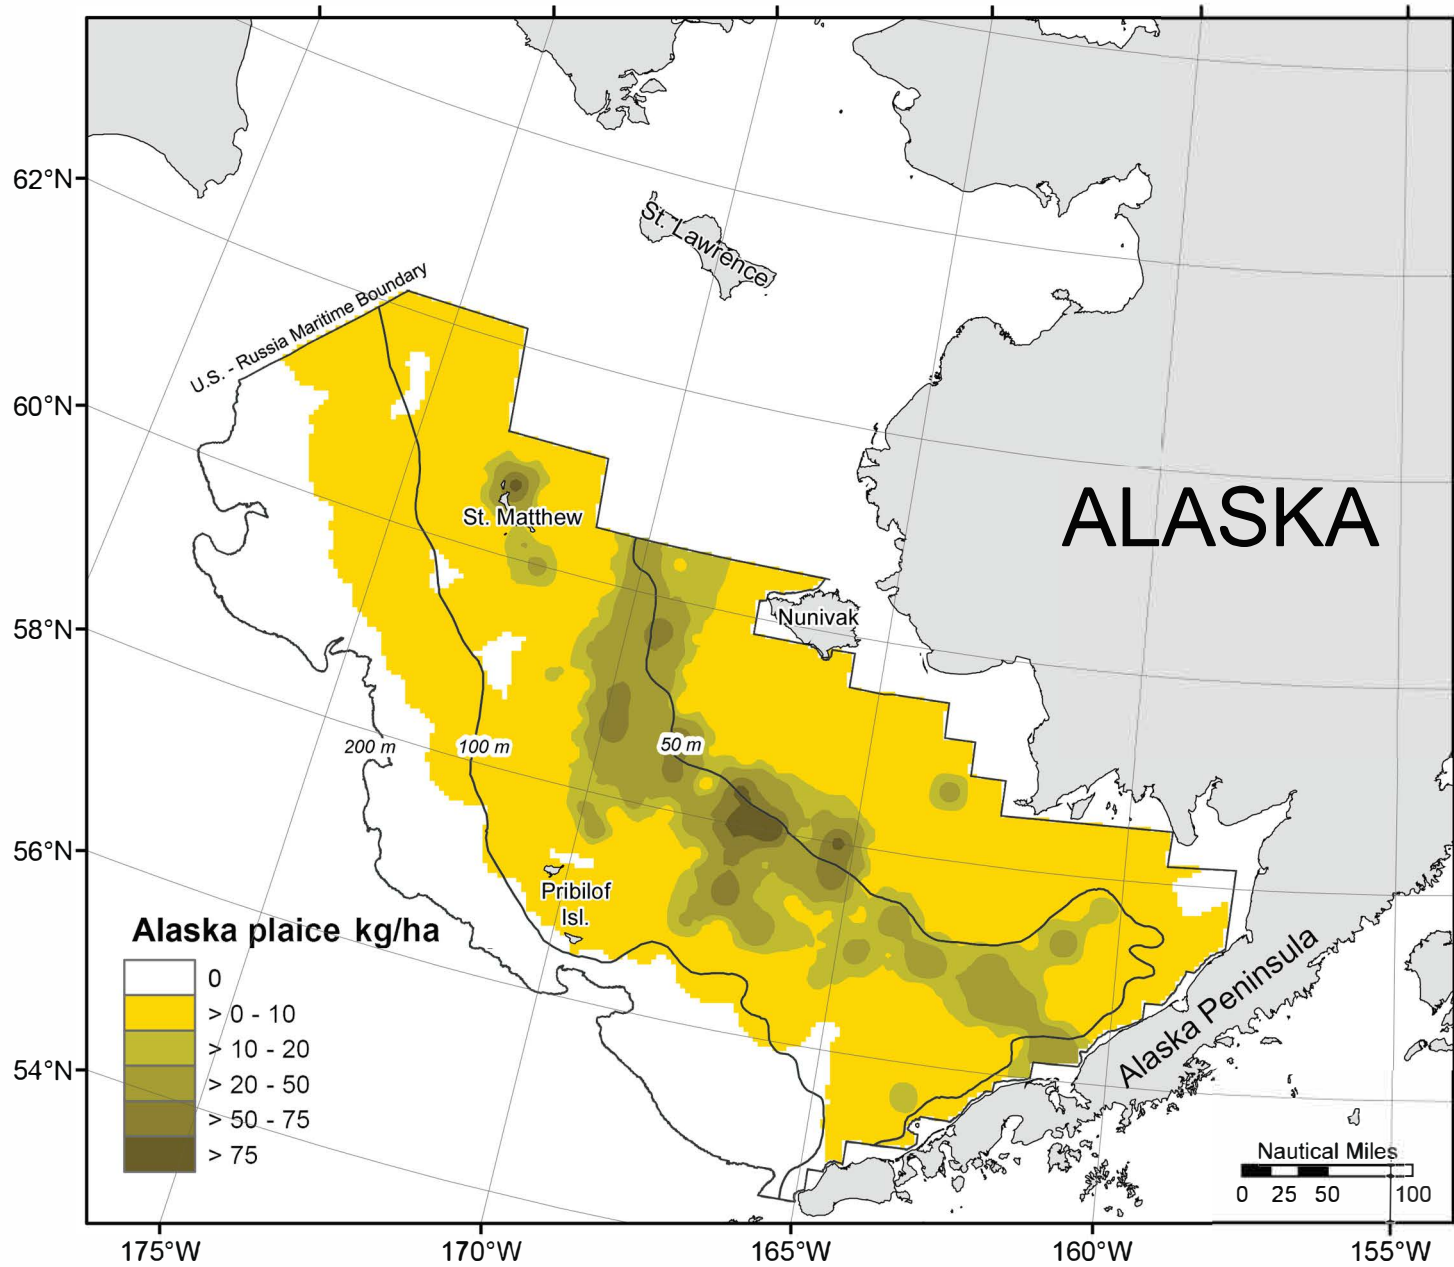 62°N
60°N
58°N
56°N
54°N
St. Lawrence
U.S. - Russia Maritime Boundary
St. Matthew
ALASKA
Nunivak
200 m
100 m
50 m
Pribilof
Isl.
Alaska Peninsula
Alaska plaice kg/ha
0
> 0 - 10
> 10 - 20
> 20 - 50
> 50 - 75
> 75
Nautical Miles
0 25 50 100
175°W 170°W 165°W 160°W 155°W